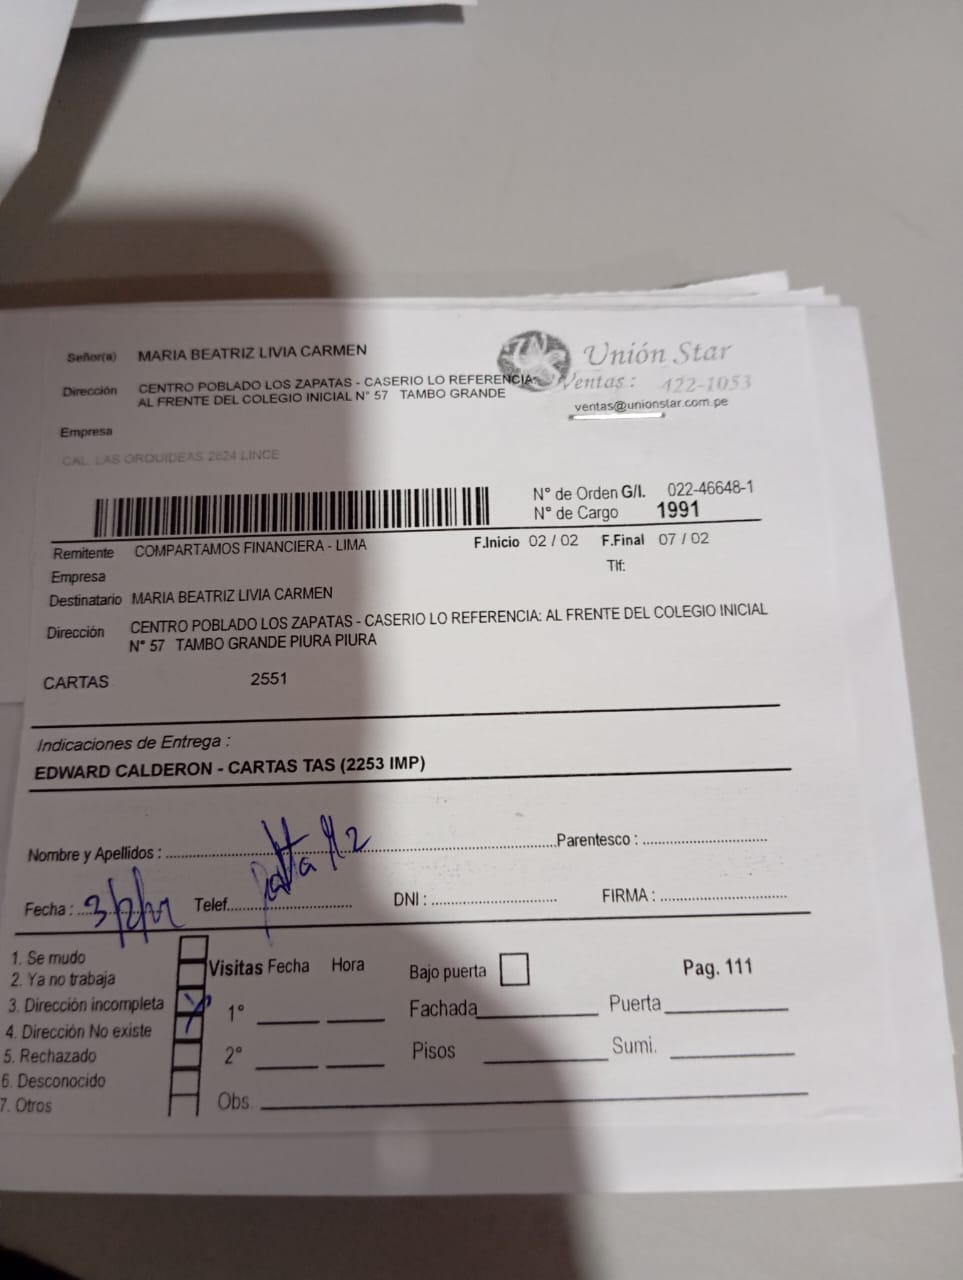 Señor(a) MARIA BEATRIZ LIVIA CARMEN
Unión Star
Ventas: 422-1053
ventas@unionstar.com.pe
Dirección CENTRO POBLADO LOS ZAPATAS - CASERIO LO REFERENCIA:
AL FRENTE DEL COLEGIO INICIAL N° 57 TAMBO GRANDE
Empresa
CAL. LAS ORQUIDEAS 2624 LINCE
N° de Orden G/I. 022-46648-1
N° de Cargo 1991
Remitente COMPARTAMOS FINANCIERA - LIMA F.Inicio 02 / 02 F.Final 07 / 02
Empresa Tlf:
Destinatario MARIA BEATRIZ LIVIA CARMEN
Dirección CENTRO POBLADO LOS ZAPATAS - CASERIO LO REFERENCIA: AL FRENTE DEL COLEGIO INICIAL
N° 57 TAMBO GRANDE PIURA PIURA
CARTAS 2551
Indicaciones de Entrega :
EDWARD CALDERON - CARTAS TAS (2253 IMP)
Nombre y Apellidos : Parentesco :
Fecha : 3/2/ Telef. DNI : FIRMA :
1. Se mudo
2. Ya no trabaja
3. Dirección incompleta
4. Dirección No existe
5. Rechazado
6. Desconocido
7. Otros
Visitas Fecha Hora Bajo puerta Pag. 111
1° Fachada Puerta
2° Pisos Sumi.
Obs